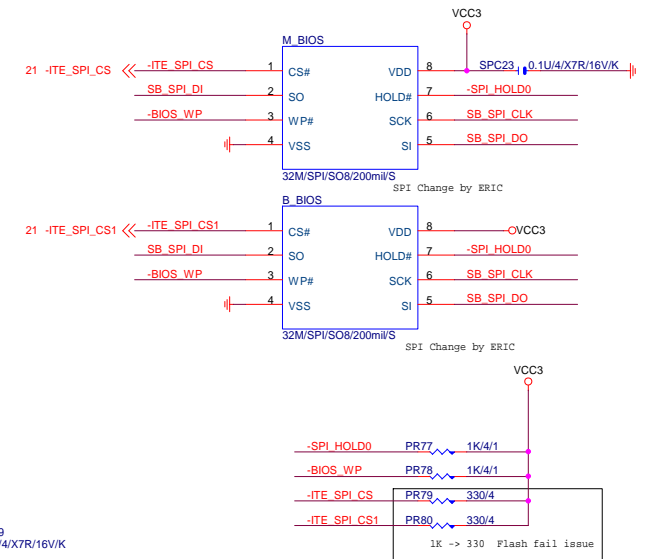 VCC3
M_BIOS
21 -ITE_SPI_CS -ITE_SPI_CS 1 CS# VDD 8 SPC23 0.1U/4/X7R/16V/K
SB_SPI_DI 2 SO HOLD# 7 -SPI_HOLD0
-BIOS_WP 3 WP# SCK 6 SB_SPI_CLK
4 VSS SI 5 SB_SPI_DO
32M/SPI/SO8/200mil/S
SPI Change by ERIC
B_BIOS
21 -ITE_SPI_CS1 -ITE_SPI_CS1 1 CS# VDD 8 VCC3
SB_SPI_DI 2 SO HOLD# 7 -SPI_HOLD0
-BIOS_WP 3 WP# SCK 6 SB_SPI_CLK
4 VSS SI 5 SB_SPI_DO
32M/SPI/SO8/200mil/S
SPI Change by ERIC
VCC3
-SPI_HOLD0 PR77 1K/4/1
-BIOS_WP PR78 1K/4/1
-ITE_SPI_CS PR79 330/4
-ITE_SPI_CS1 PR80 330/4
1K -> 330 Flash fail issue
9
/4/X7R/16V/K